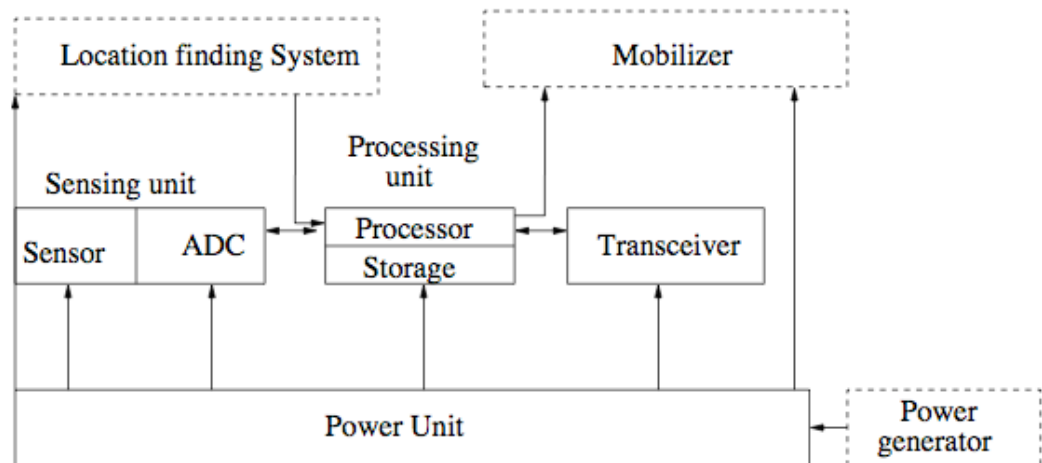 Location finding System
Mobilizer
Processing
unit
Sensing unit
Sensor
ADC
Processor
Storage
Transceiver
Power Unit
Power
generator